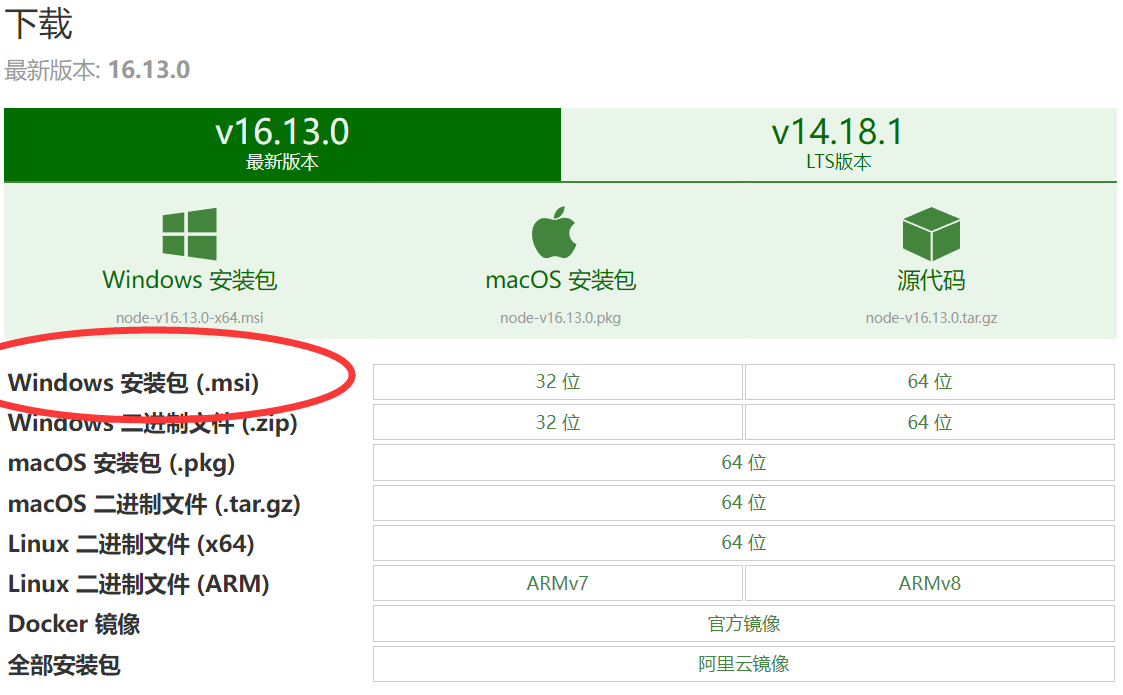 下载
最新版本: 16.13.0
v16.13.0
最新版本
v14.18.1
LTS版本
Windows 安装包
node-v16.13.0-x64.msi
macOS 安装包
node-v16.13.0.pkg
源代码
node-v16.13.0.tar.gz
Windows 安装包 (.msi) 32 位 64 位
Windows 二进制文件 (.zip) 32 位 64 位
macOS 安装包 (.pkg) 64 位
macOS 二进制文件 (.tar.gz) 64 位
Linux 二进制文件 (x64) 64 位
Linux 二进制文件 (ARM) ARMv7 ARMv8
Docker 镜像 官方镜像
全部安装包 阿里云镜像